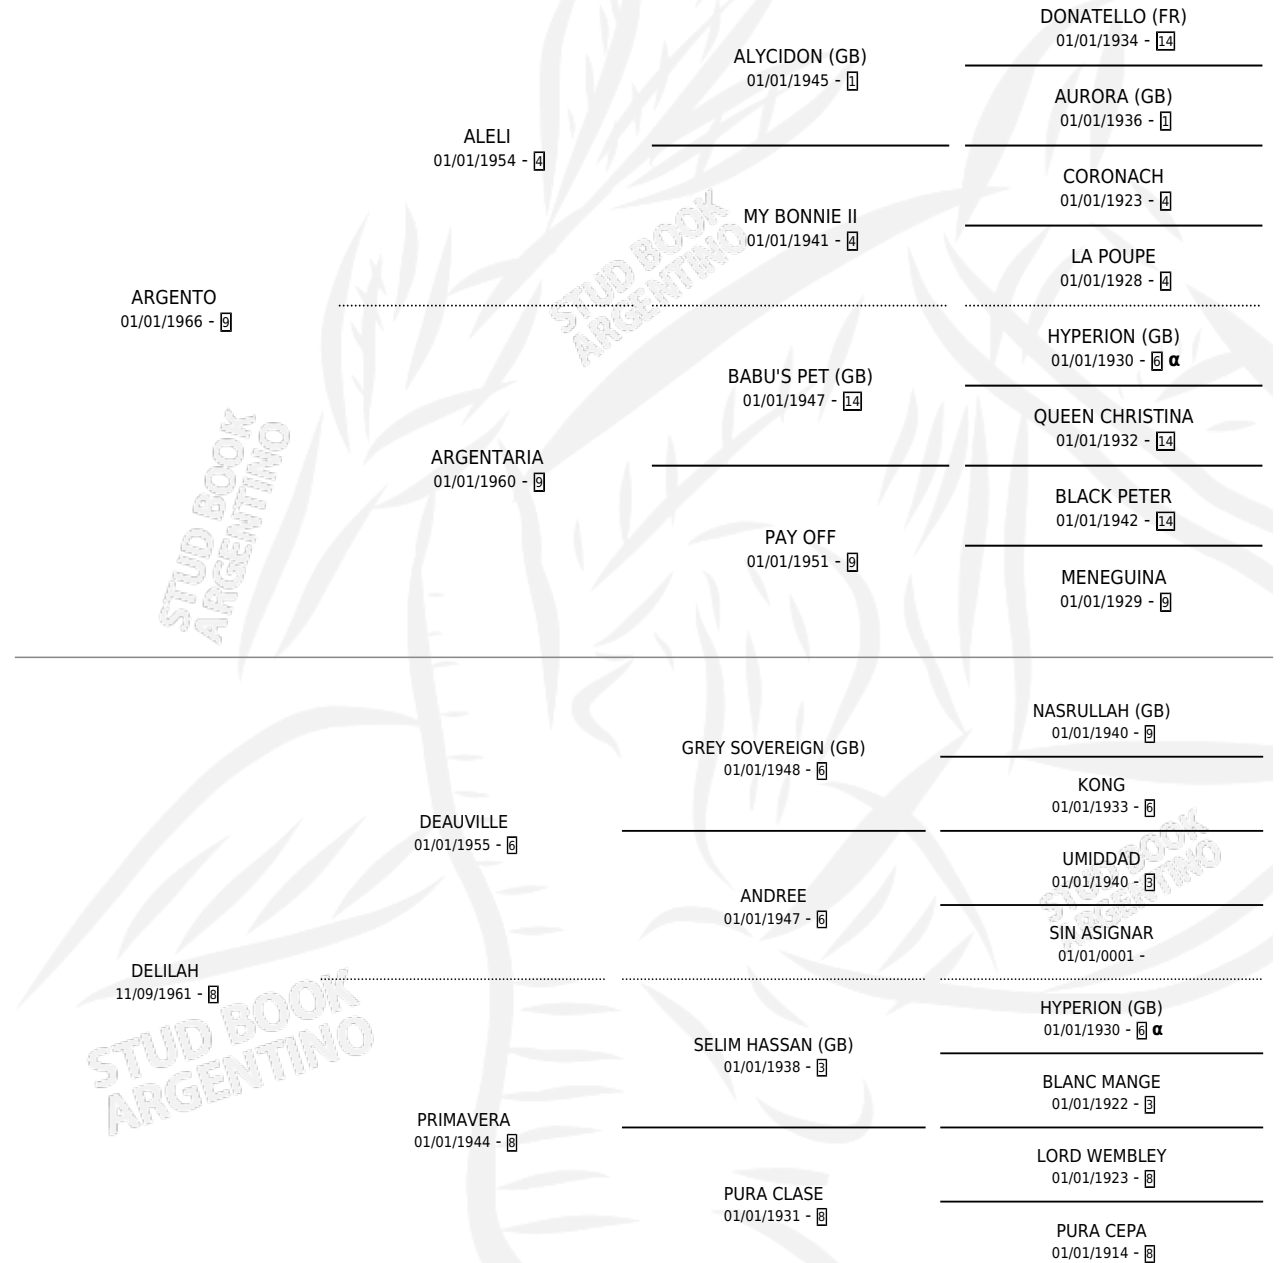 DONATELLO (FR)
01/01/1934 - 14
ALYCIDON (GB)
01/01/1945 - 1
AURORA (GB)
01/01/1936 - 1
ALELI
01/01/1954 - 4
CORONACH
01/01/1923 - 4
MY BONNIE II
01/01/1941 - 4
LA POUPE
01/01/1928 - 4
ARGENTO
01/01/1966 - 9
HYPERION (GB)
01/01/1930 - 6 α
BABU'S PET (GB)
01/01/1947 - 14
QUEEN CHRISTINA
01/01/1932 - 14
ARGENTARIA
01/01/1960 - 9
BLACK PETER
01/01/1942 - 14
PAY OFF
01/01/1951 - 9
MENEGUINA
01/01/1929 - 9
NASRULLAH (GB)
01/01/1940 - 9
GREY SOVEREIGN (GB)
01/01/1948 - 6
KONG
01/01/1933 - 6
DEAUVILLE
01/01/1955 - 6
UMIDDAD
01/01/1940 - 3
ANDREE
01/01/1947 - 6
SIN ASIGNAR
01/01/0001 -
DELILAH
11/09/1961 - 8
HYPERION (GB)
01/01/1930 - 6 α
SELIM HASSAN (GB)
01/01/1938 - 3
BLANC MANGE
01/01/1922 - 3
PRIMAVERA
01/01/1944 - 8
LORD WEMBLEY
01/01/1923 - 8
PURA CLASE
01/01/1931 - 8
PURA CEPA
01/01/1914 - 8
STUD BOOK
ARGENTINO
STUD BOOK
ARGENTINO
STUD BOOK
ARGENTINO
STUD BOOK
ARGENTINO